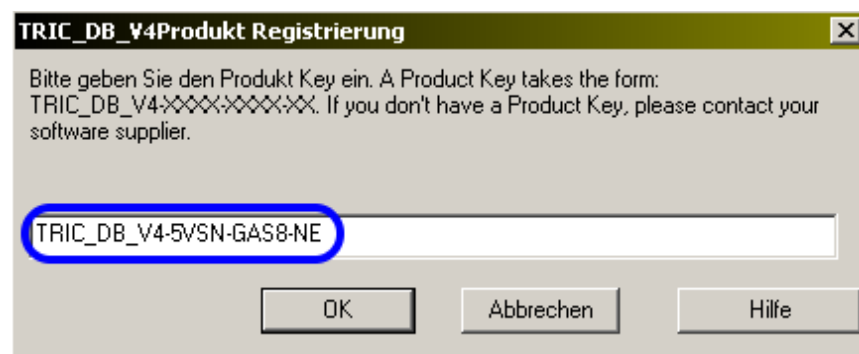 TRIC_DB_V4Produkt Registrierung
Bitte geben Sie den Produkt Key ein. A Product Key takes the form:
TRIC_DB_V4-XXXX-XXXX-XX. If you don't have a Product Key, please contact your
software supplier.
TRIC_DB_V4-5VSN-GAS8-NE
OK
Abbrechen
Hilfe